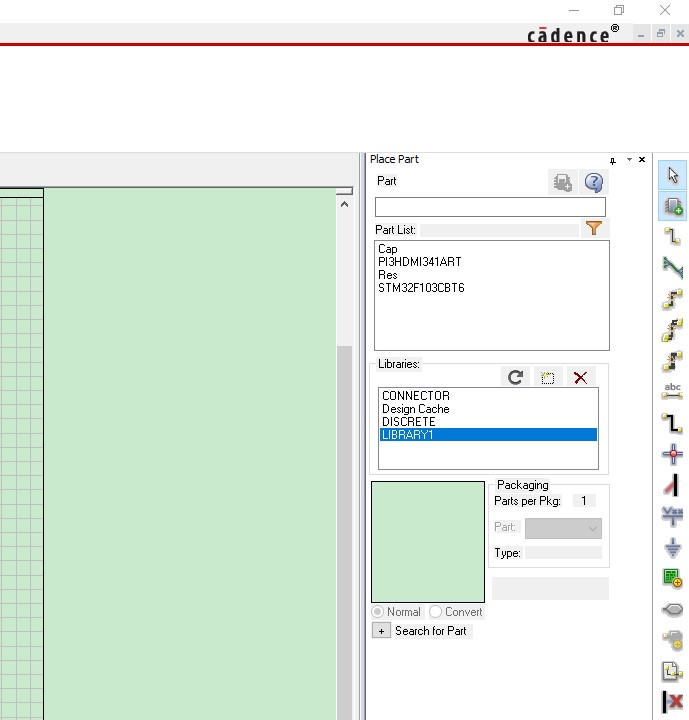 cādence®
Place Part
Part
Part List:
Cap
PI3HDMI341ART
Res
STM32F103CBT6
Libraries:
CONNECTOR
Design Cache
DISCRETE
LIBRARY1
Packaging
Parts per Pkg: 1
Part:
Type:
Normal Convert
+ Search for Part
abc